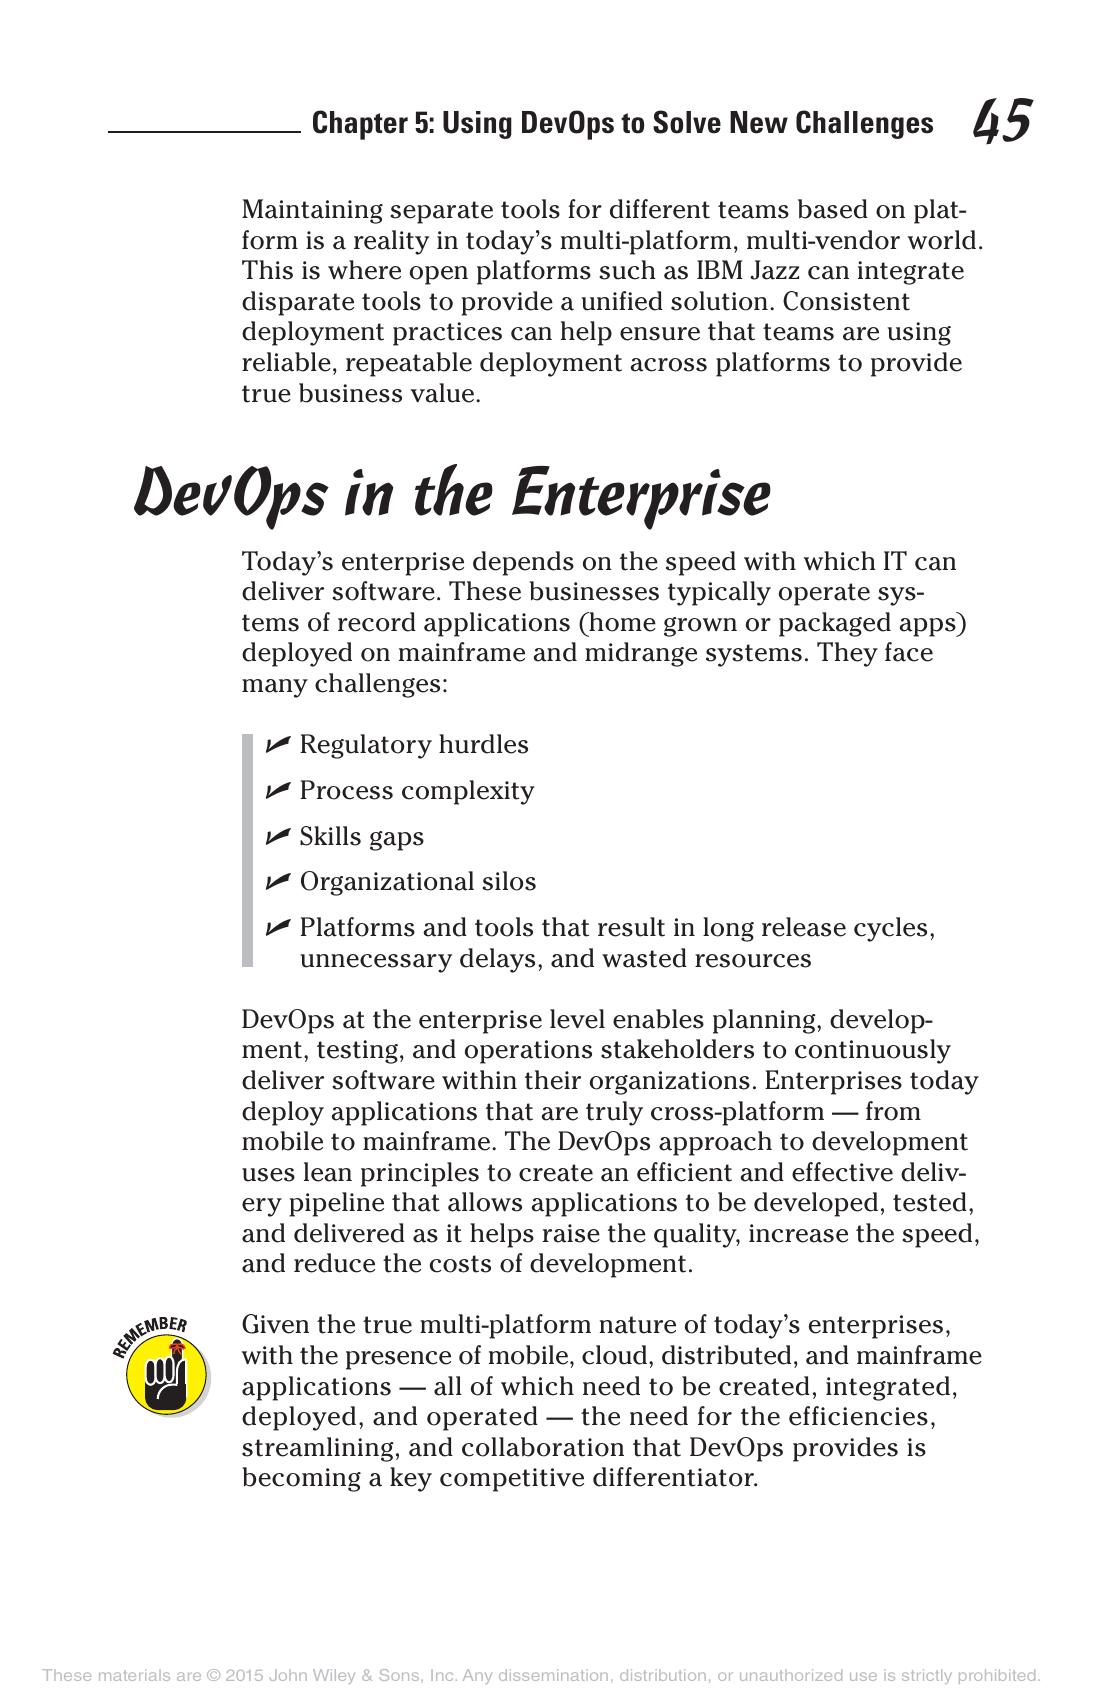 Chapter 5: Using DevOps to Solve New Challenges 45
Maintaining separate tools for different teams based on plat-
form is a reality in today’s multi-platform, multi-vendor world.
This is where open platforms such as IBM Jazz can integrate
disparate tools to provide a unified solution. Consistent
deployment practices can help ensure that teams are using
reliable, repeatable deployment across platforms to provide
true business value.
DevOps in the Enterprise
Today’s enterprise depends on the speed with which IT can
deliver software. These businesses typically operate sys-
tems of record applications (home grown or packaged apps)
deployed on mainframe and midrange systems. They face
many challenges:
✓ Regulatory hurdles
✓ Process complexity
✓ Skills gaps
✓ Organizational silos
✓ Platforms and tools that result in long release cycles,
unnecessary delays, and wasted resources
DevOps at the enterprise level enables planning, develop-
ment, testing, and operations stakeholders to continuously
deliver software within their organizations. Enterprises today
deploy applications that are truly cross-platform — from
mobile to mainframe. The DevOps approach to development
uses lean principles to create an efficient and effective deliv-
ery pipeline that allows applications to be developed, tested,
and delivered as it helps raise the quality, increase the speed,
and reduce the costs of development.
REMEMBER
Given the true multi-platform nature of today’s enterprises,
with the presence of mobile, cloud, distributed, and mainframe
applications — all of which need to be created, integrated,
deployed, and operated — the need for the efficiencies,
streamlining, and collaboration that DevOps provides is
becoming a key competitive differentiator.
These materials are © 2015 John Wiley & Sons, Inc. Any dissemination, distribution, or unauthorized use is strictly prohibited.